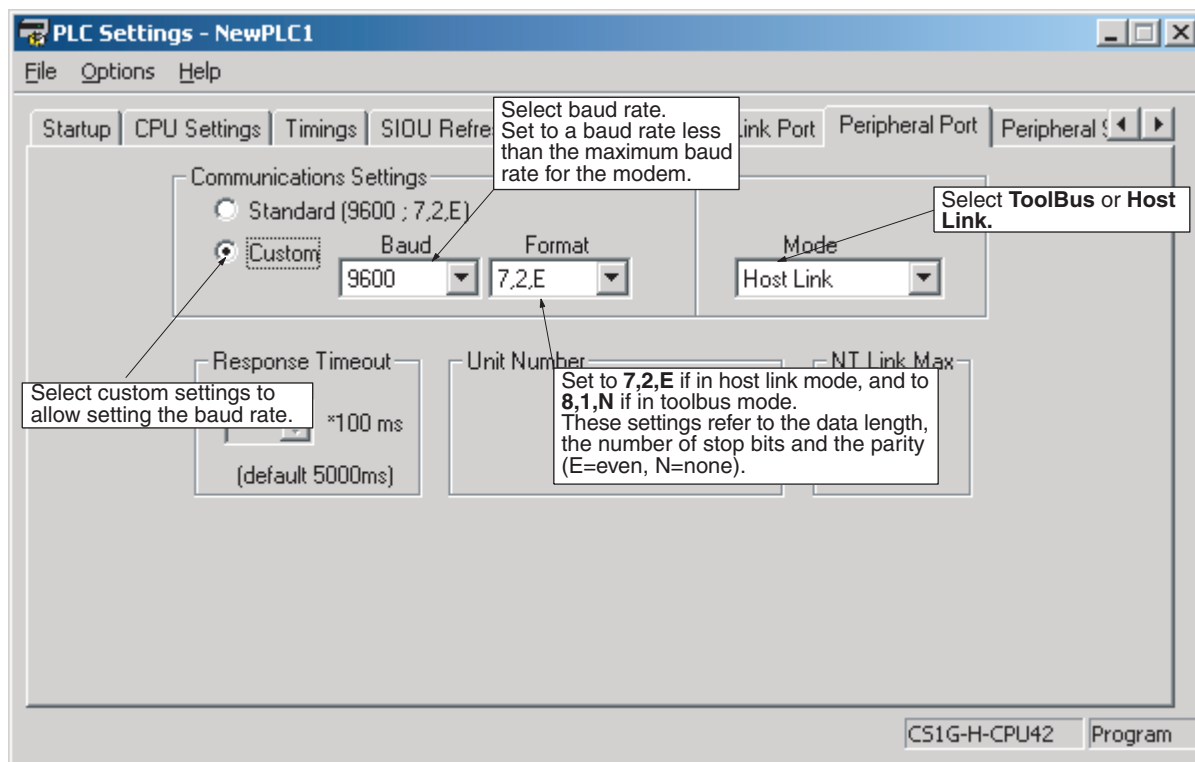 PLC Settings - NewPLC1
File Options Help
Startup CPU Settings Timings SIOU Refre Link Port Peripheral Port Peripheral
Select baud rate.
Set to a baud rate less
than the maximum baud
rate for the modem.
Communications Settings
Standard (9600 ; 7,2,E)
Custom
Baud
9600
Format
7,2,E
Select ToolBus or Host
Link.
Mode
Host Link
Response Timeout
Select custom settings to
allow setting the baud rate.
*100 ms
(default 5000ms)
Unit Number
NT Link Max
Set to 7,2,E if in host link mode, and to
8,1,N if in toolbus mode.
These settings refer to the data length,
the number of stop bits and the parity
(E=even, N=none).
CS1G-H-CPU42 Program